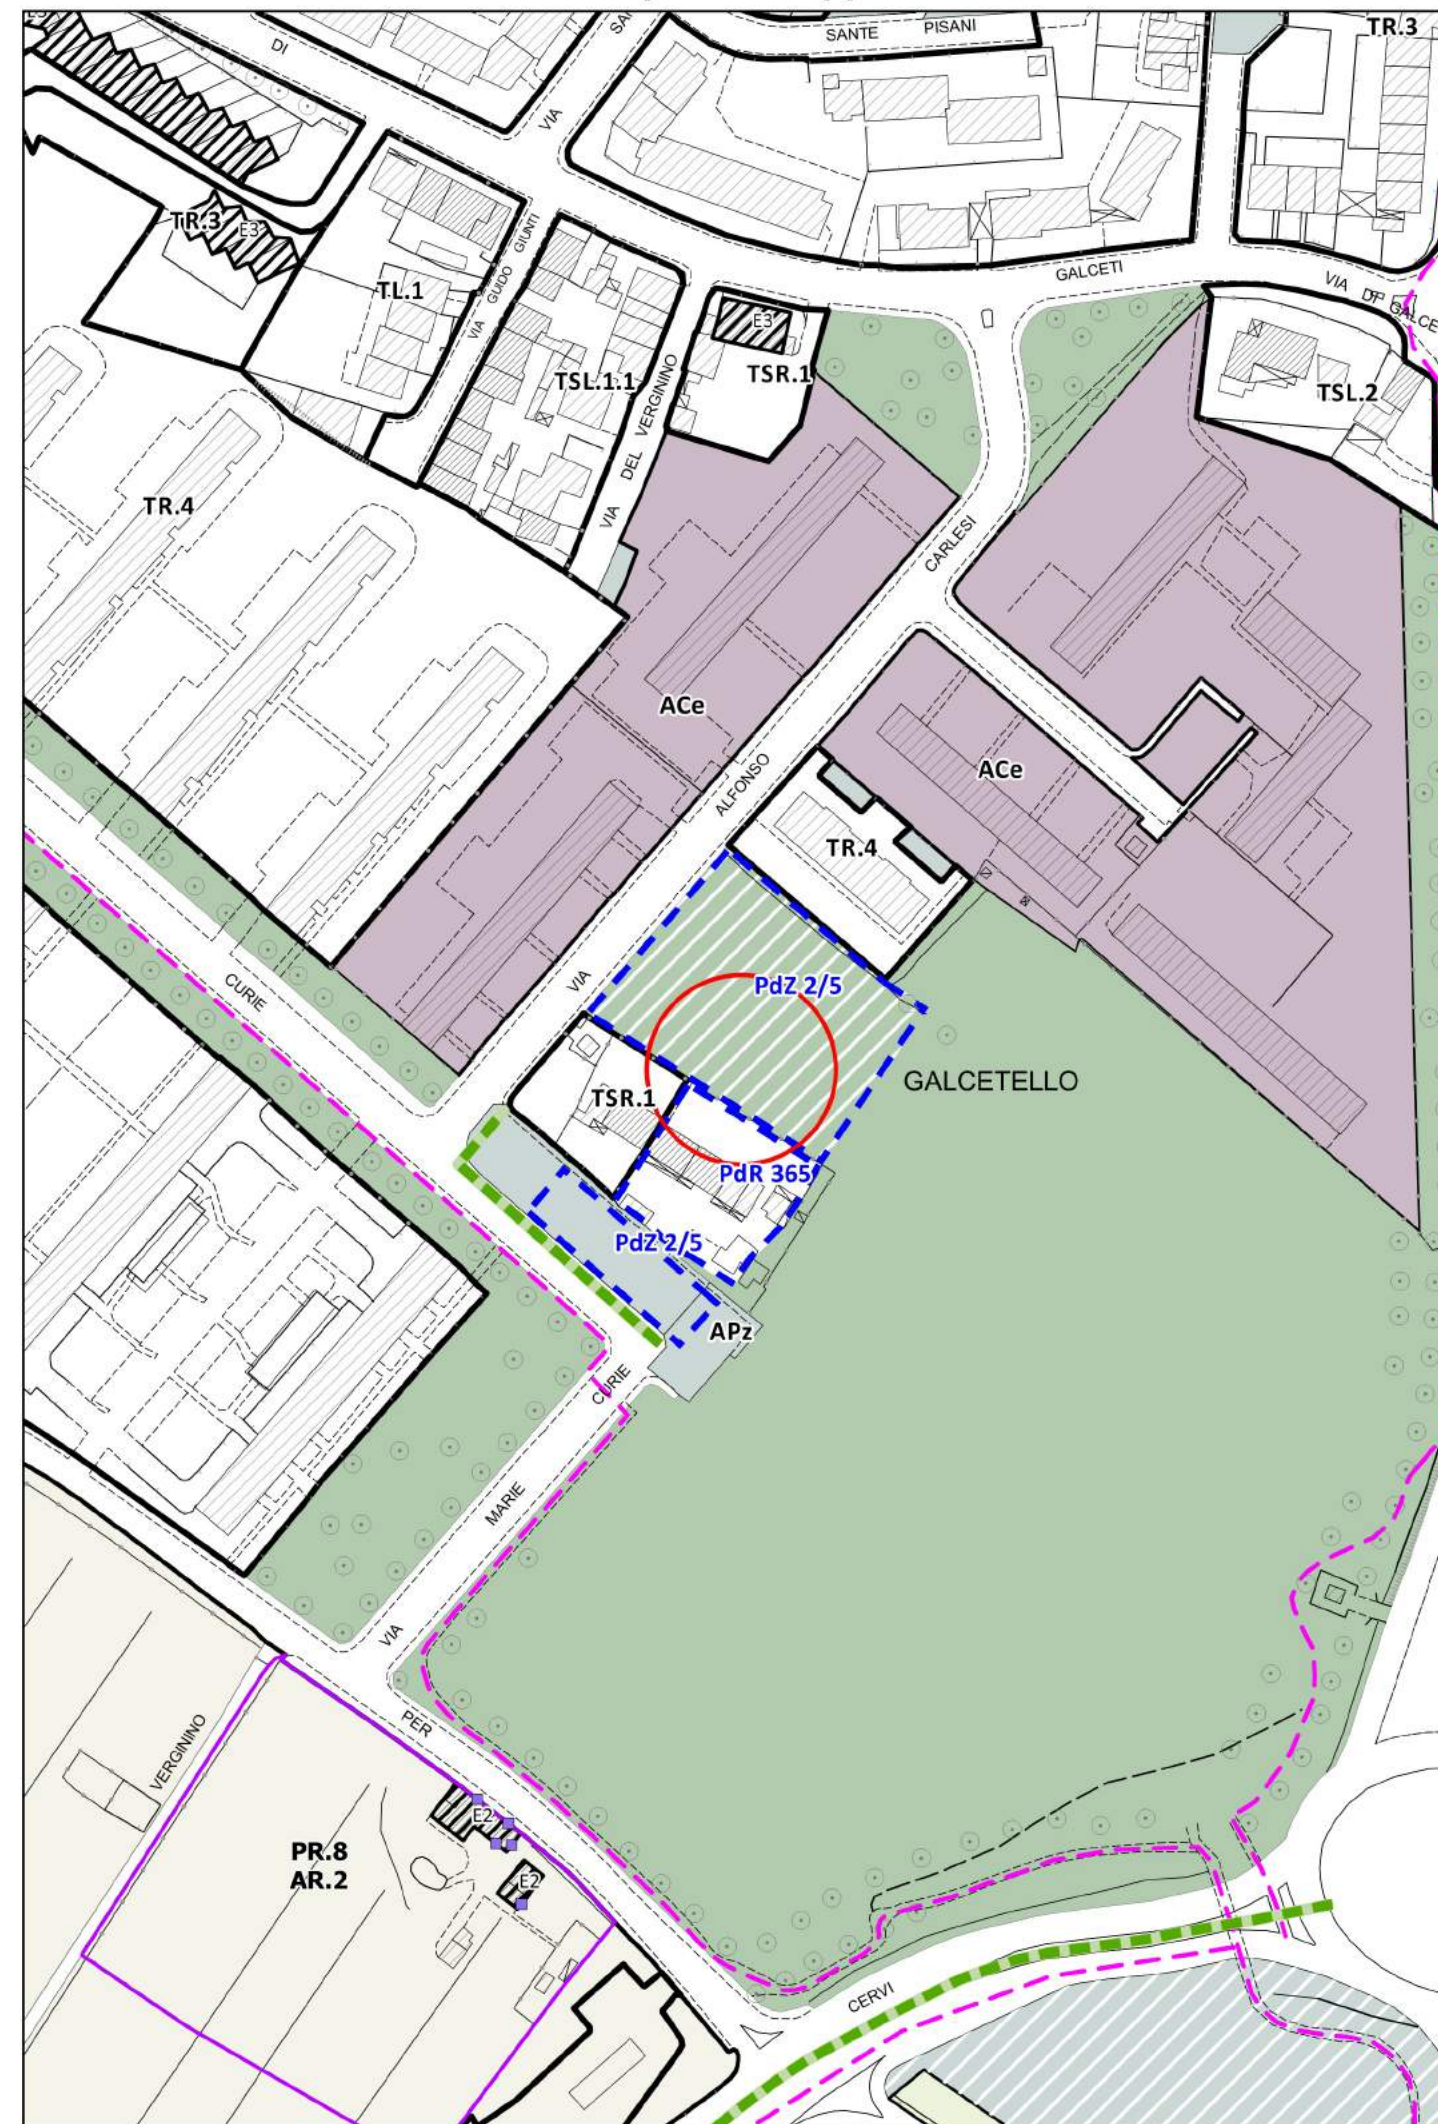 DI
SANTE PISANI
TR.3
VIA
TR.3
E3
TL.1
VIA GUIDO GIUNTI
GALCETI
VIA DI GALCE
E3
TSL.1.1
TSR.1
TSL.2
VIA DEL VERGININO
TR.4
CARLESI
ACe
ACe
ALFONSO
TR.4
VIA
CURIE
PdZ 2/5
GALCETELLO
TSR.1
PdR 365
PdZ 2/5
APz
CURIE
MARIE
VIA
PER
VERGININO
E2
PR.8
AR.2
E2
CERVI